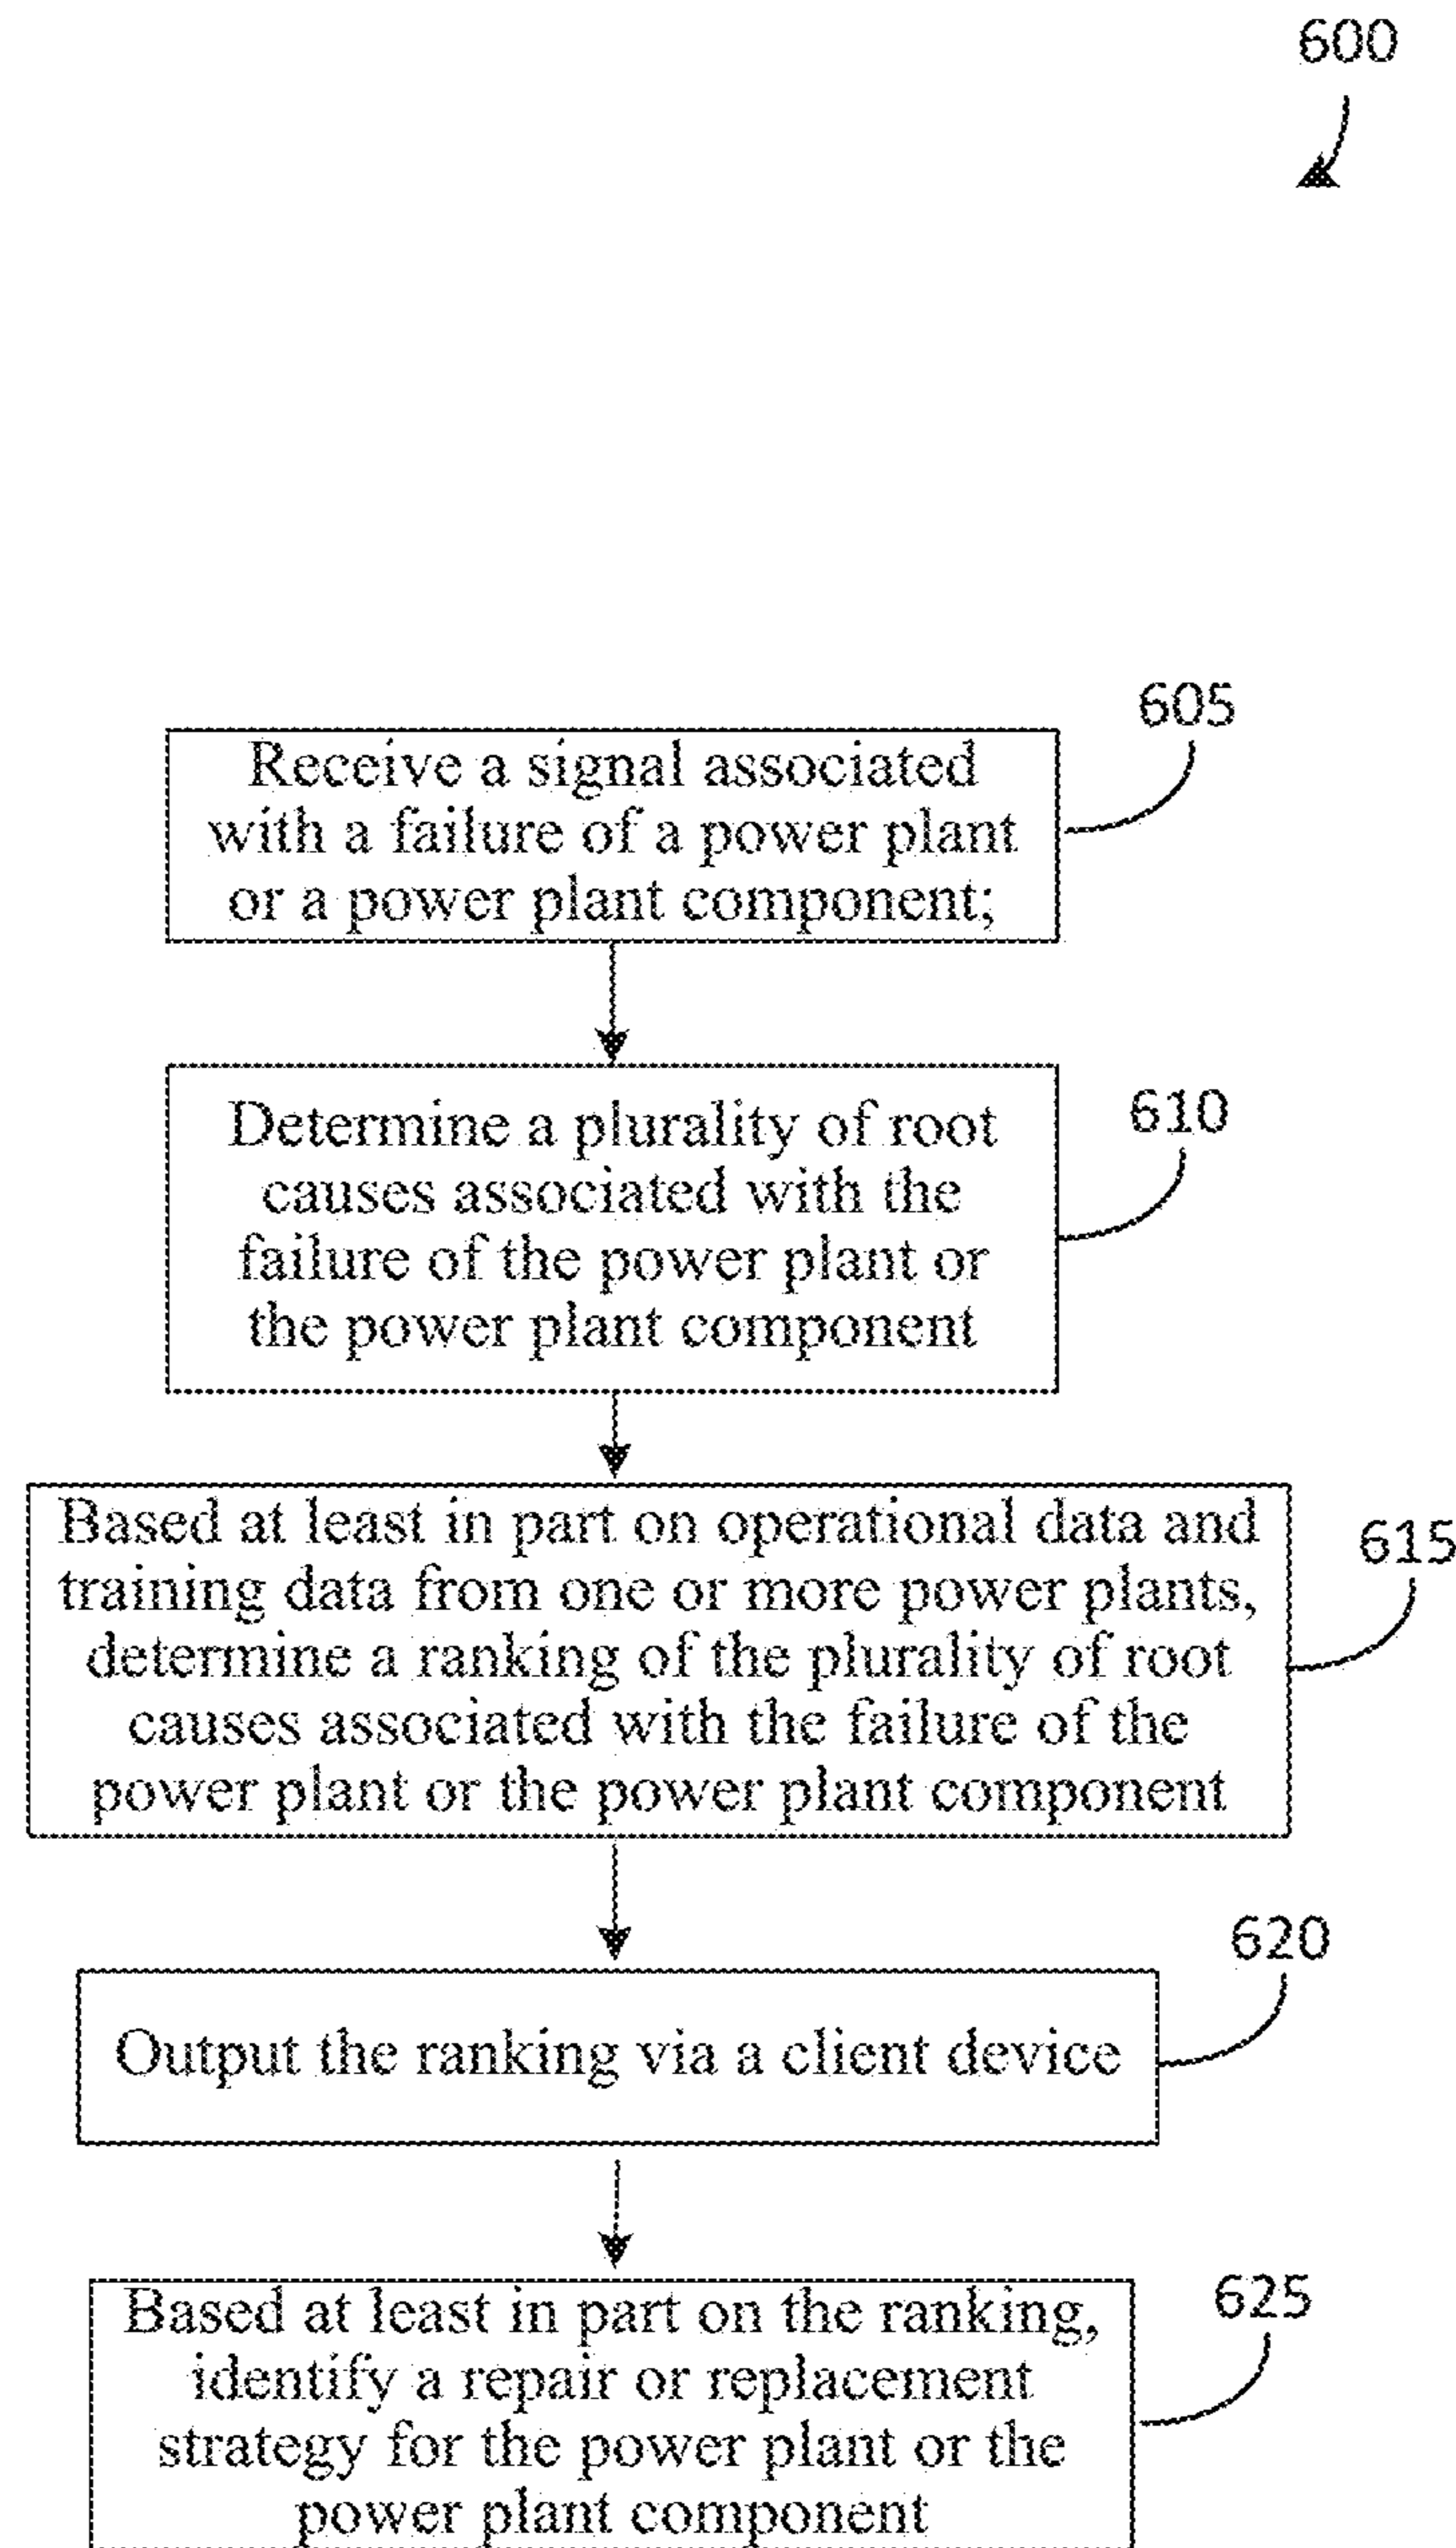 600
605
Receive a signal associated
with a failure of a power plant
or a power plant component;
610
Determine a plurality of root
causes associated with the
failure of the power plant or
the power plant component
615
Based at least in part on operational data and
training data from one or more power plants,
determine a ranking of the plurality of root
causes associated with the failure of the
power plant or the power plant component
620
Output the ranking via a client device
625
Based at least in part on the ranking,
identify a repair or replacement
strategy for the power plant or the
power plant component